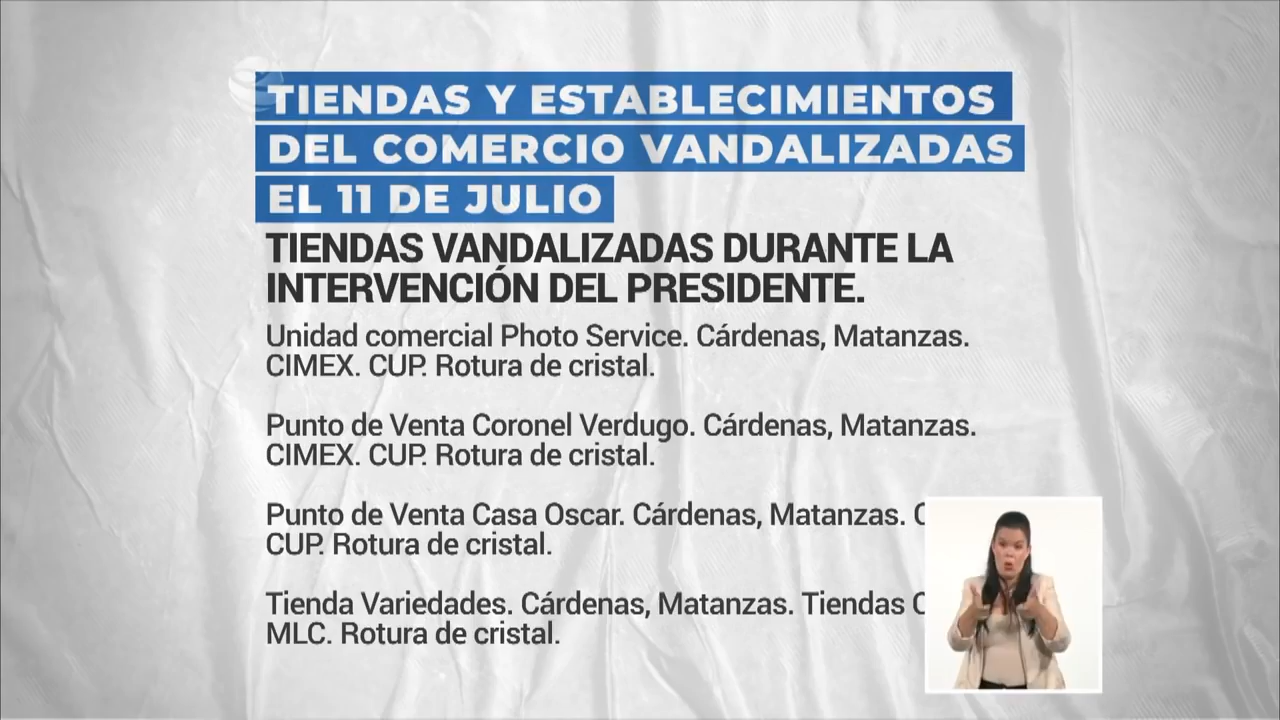 TIENDAS Y ESTABLECIMIENTOS
DEL COMERCIO VANDALIZADAS
EL 11 DE JULIO
TIENDAS VANDALIZADAS DURANTE LA
INTERVENCIÓN DEL PRESIDENTE.
Unidad comercial Photo Service. Cárdenas, Matanzas.
CIMEX. CUP. Rotura de cristal.
Punto de Venta Coronel Verdugo. Cárdenas, Matanzas.
CIMEX. CUP. Rotura de cristal.
Punto de Venta Casa Oscar. Cárdenas, Matanzas.
CUP. Rotura de cristal.
Tienda Variedades. Cárdenas, Matanzas. Tiendas
MLC. Rotura de cristal.